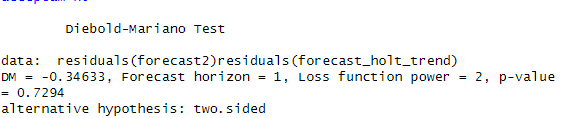 Diebold-Mariano Test
data:  residuals(forecast2)residuals(forecast_holt_trend)
DM = -0.34633, Forecast horizon = 1, Loss function power = 2, p-value
= 0.7294
alternative hypothesis: two.sided